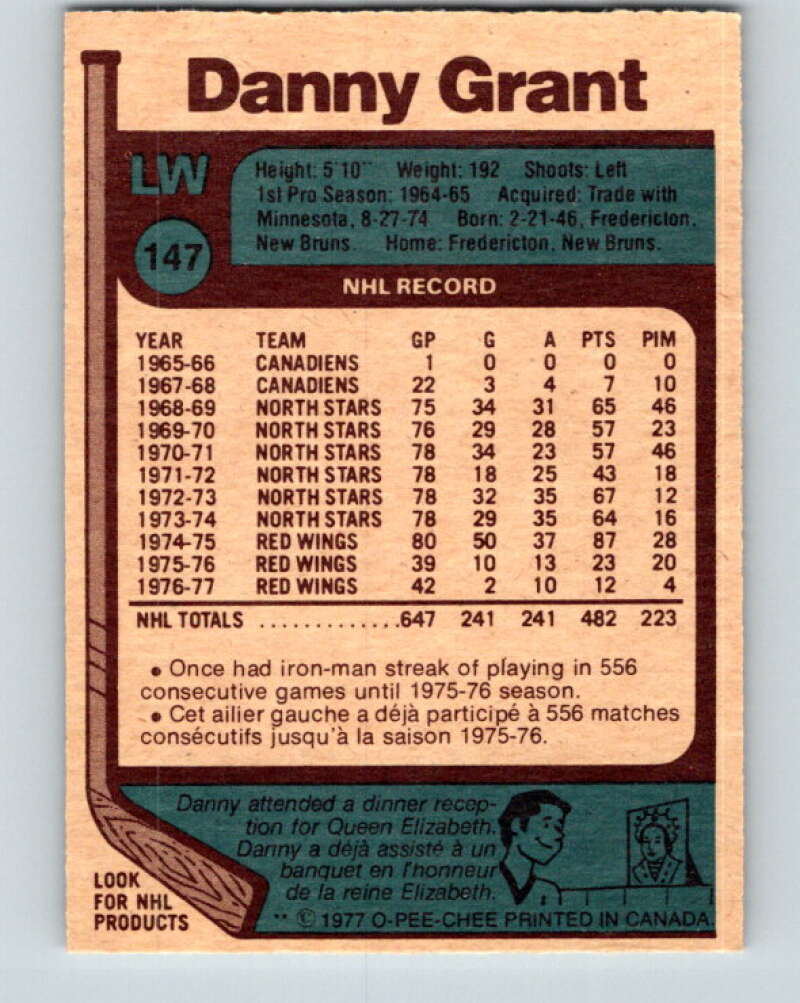 Danny Grant
LW
147
Height: 5'10" Weight: 192 Shoots: Left
1st Pro Season: 1964-65 Acquired: Trade with
Minnesota, 8-27-74 Born: 2-21-46, Fredericton,
New Bruns. Home: Fredericton, New Bruns.
NHL RECORD
YEAR TEAM GP G A PTS PIM
1965-66 CANADIENS 1 0 0 0 0
1967-68 CANADIENS 22 3 4 7 10
1968-69 NORTH STARS 75 34 31 65 46
1969-70 NORTH STARS 76 29 28 57 23
1970-71 NORTH STARS 78 34 23 57 46
1971-72 NORTH STARS 78 18 25 43 18
1972-73 NORTH STARS 78 32 35 67 12
1973-74 NORTH STARS 78 29 35 64 16
1974-75 RED WINGS 80 50 37 87 28
1975-76 RED WINGS 39 10 13 23 20
1976-77 RED WINGS 42 2 10 12 4
NHL TOTALS .............647 241 241 482 223
• Once had iron-man streak of playing in 556
consecutive games until 1975-76 season.
• Cet ailier gauche a déjà participé à 556 matches
consécutifs jusqu'à la saison 1975-76.
Danny attended a dinner recep-
tion for Queen Elizabeth.
Danny a déjà assisté à un
banquet en l'honneur
de la reine Elizabeth.
LOOK
FOR NHL
PRODUCTS
** © 1977 O-PEE-CHEE PRINTED IN CANADA